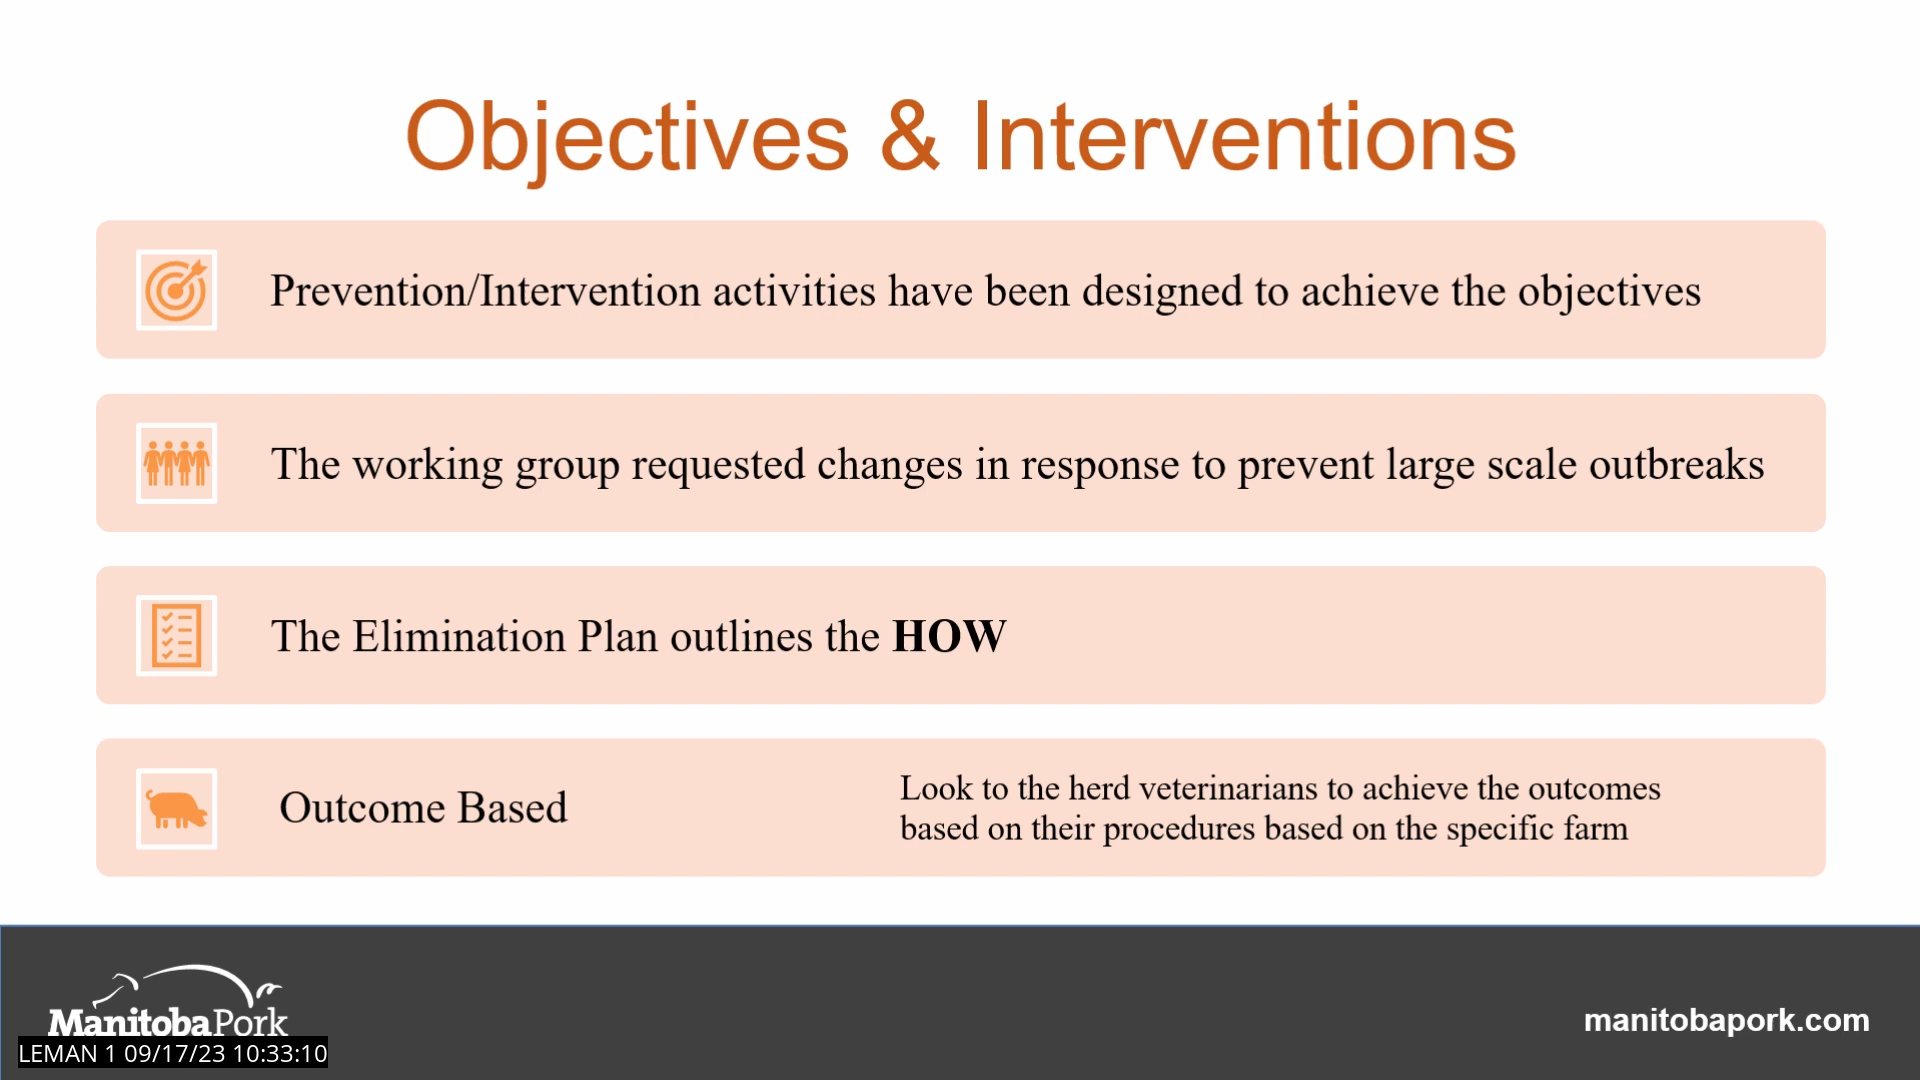 Objectives & Interventions
Prevention/Intervention activities have been designed to achieve the objectives
The working group requested changes in response to prevent large scale outbreaks
The Elimination Plan outlines the HOW
Outcome Based
Look to the herd veterinarians to achieve the outcomes
based on their procedures based on the specific farm
ManitobaPork
manitobapork.com
LEMAN 1 09/17/23 10:33:10